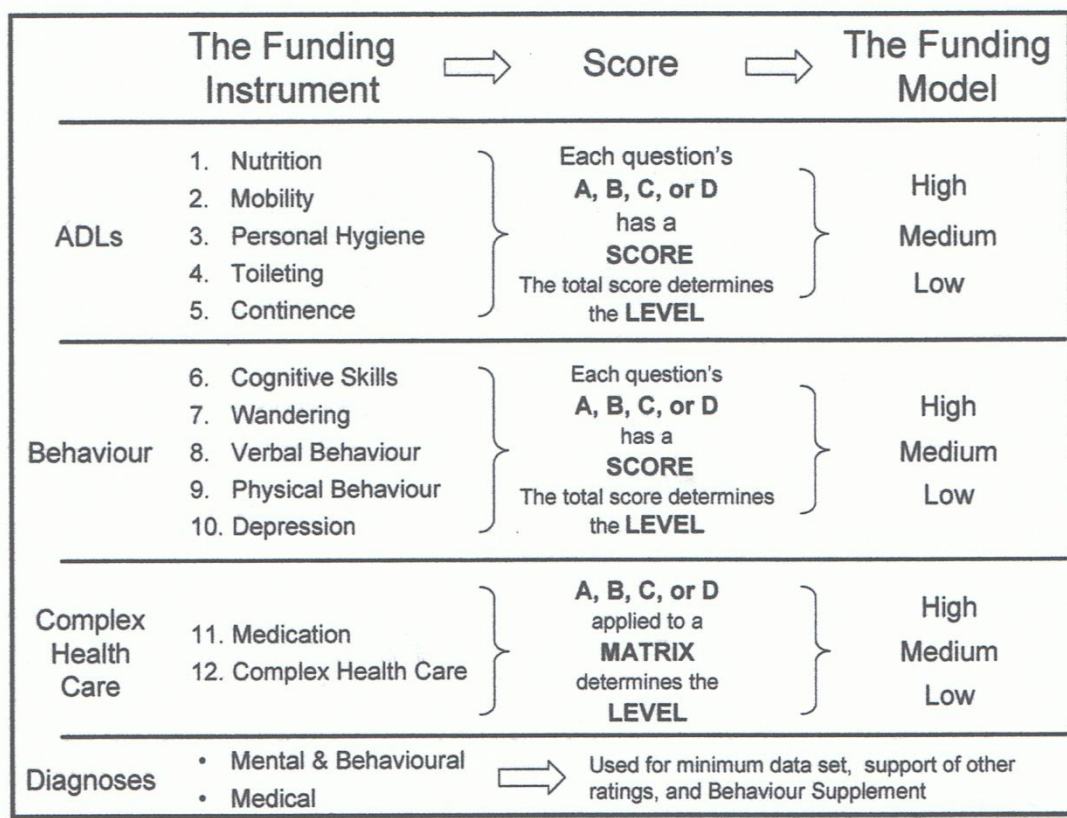 The Funding
Instrument
Score
The Funding
Model
ADLs
1. Nutrition
2. Mobility
3. Personal Hygiene
4. Toileting
5. Continence
Each question's
A, B, C, or D
has a
SCORE
The total score determines
the LEVEL
High
Medium
Low
Behaviour
6. Cognitive Skills
7. Wandering
8. Verbal Behaviour
9. Physical Behaviour
10. Depression
Each question's
A, B, C, or D
has a
SCORE
The total score determines
the LEVEL
High
Medium
Low
Complex
Health
Care
11. Medication
12. Complex Health Care
A, B, C, or D
applied to a
MATRIX
determines the
LEVEL
High
Medium
Low
Diagnoses
• Mental & Behavioural
• Medical
Used for minimum data set, support of other
ratings, and Behaviour Supplement